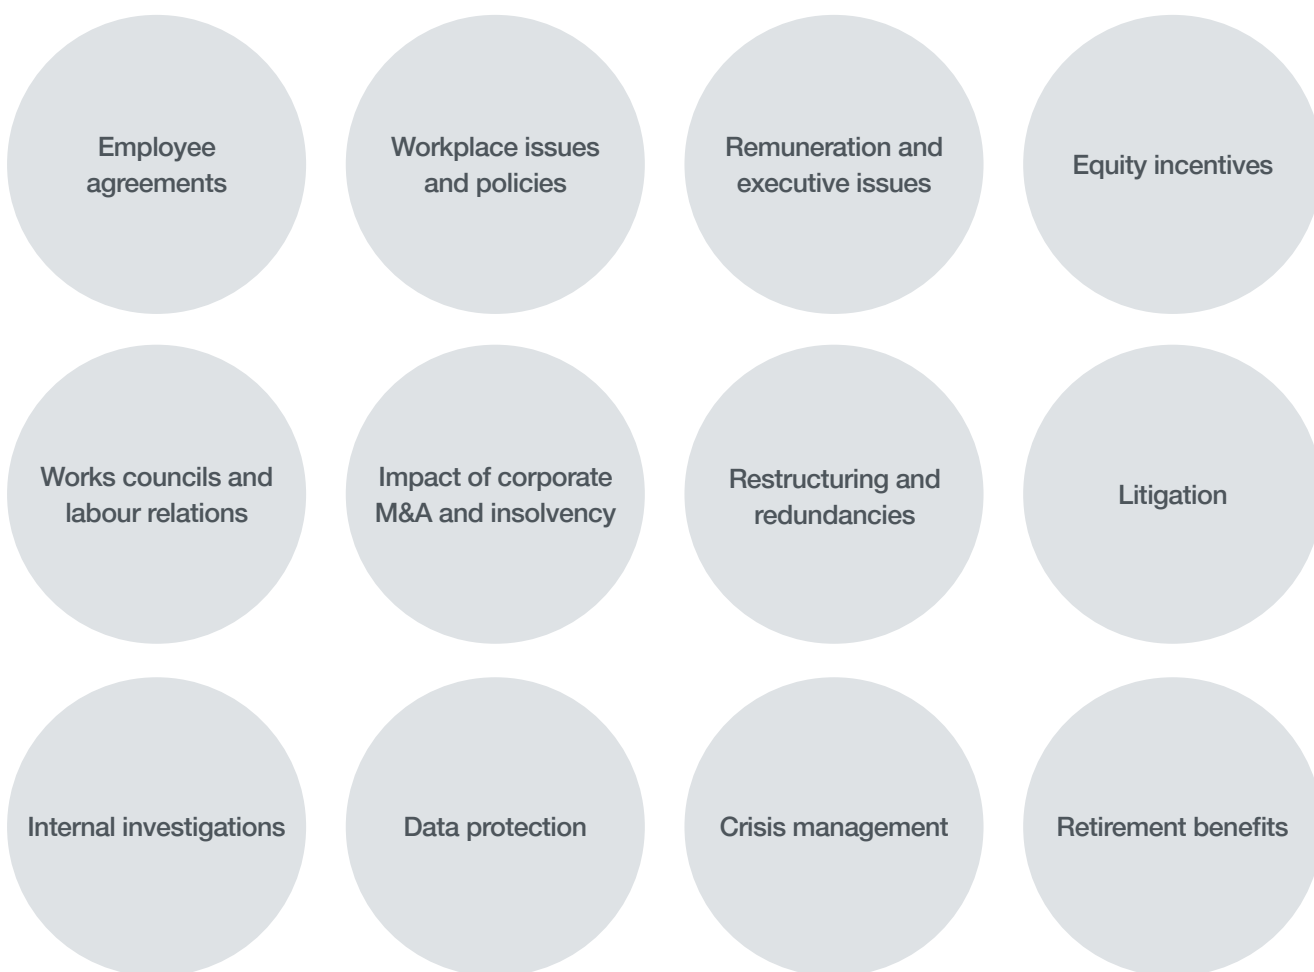 Employee
agreements
Workplace issues
and policies
Remuneration and
executive issues
Equity incentives
Works councils and
labour relations
Impact of corporate
M&A and insolvency
Restructuring and
redundancies
Litigation
Internal investigations
Data protection
Crisis management
Retirement benefits